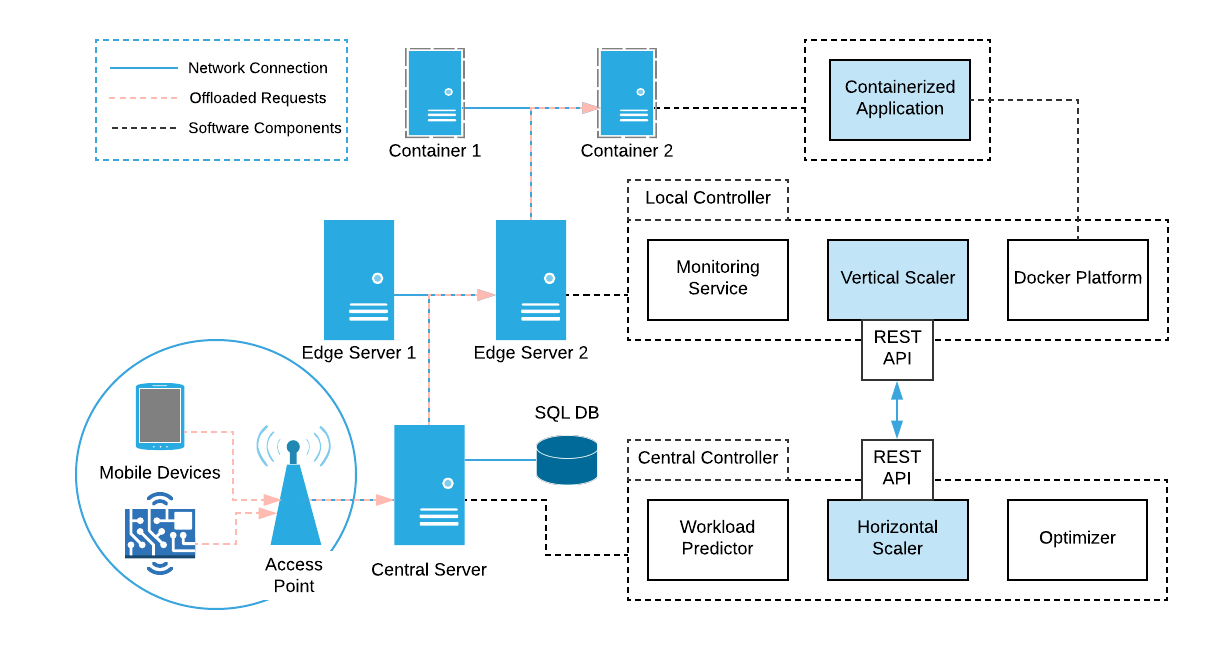 Network Connection
Offloaded Requests
Software Components
Container 1
Container 2
Containerized
Application
Local Controller
Monitoring
Service
Vertical Scaler
Docker Platform
REST
API
Edge Server 1
Edge Server 2
Mobile Devices
Access
Point
Central Server
SQL DB
Central Controller
REST
API
Workload
Predictor
Horizontal
Scaler
Optimizer